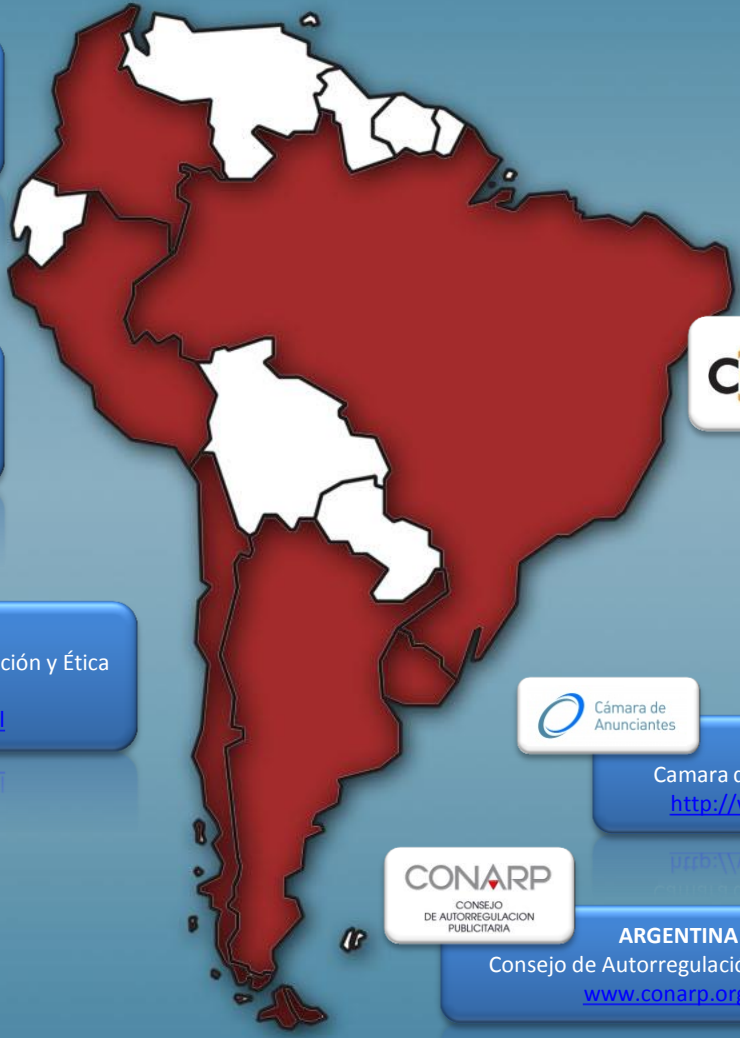 ción y Ética
l
C
Cámara de
Anunciantes
Camara d
http://w
CONARP
CONSEJO
DE AUTORREGULACION
PUBLICITARIA
ARGENTINA
Consejo de Autorregulació
www.conarp.org